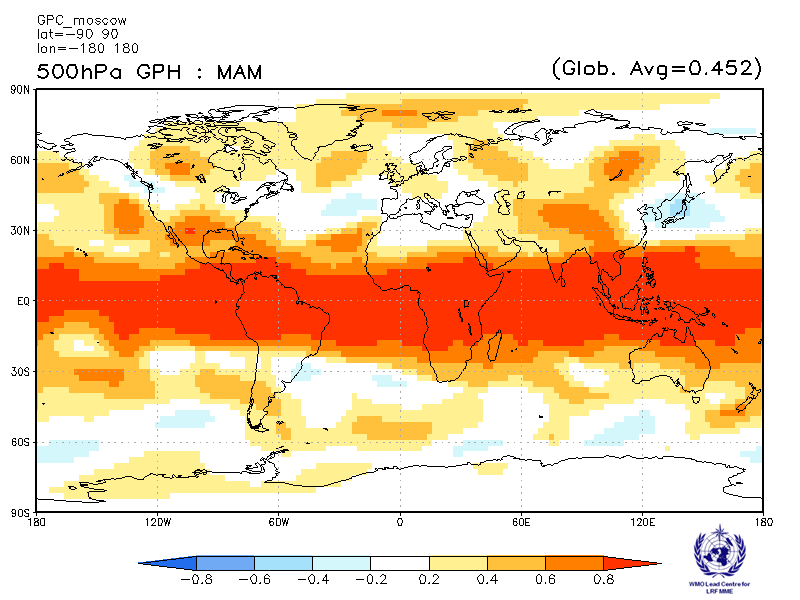 GPC_moscow
lat=-90 90
lon=-180 180
500hPa GPH : MAM
(Glob. Avg=0.452)
90N
60N
30N
EQ
30S
60S
90S
180 120W 60W 0 60E 120E 180
-0.8 -0.6 -0.4 -0.2 0.2 0.4 0.6 0.8
WMO Lead Centre for
LRF MME